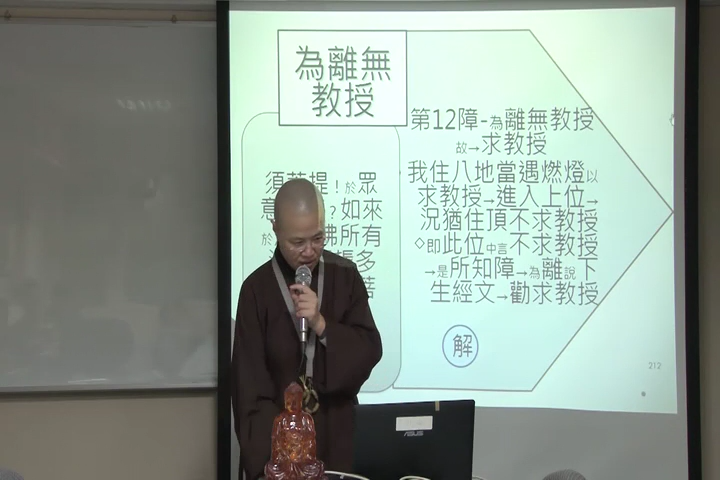 為離無
教授
第12障-為離無教授
故→求教授
我住八地當遇燃燈以
求教授→進入上位→
況猶住頂不求教授
◇即此位中言不求教授
→是所知障→為離說下
生經文→勸求教授
解
須菩提！於眾
意？如來
於佛所有
多
212
ASUS